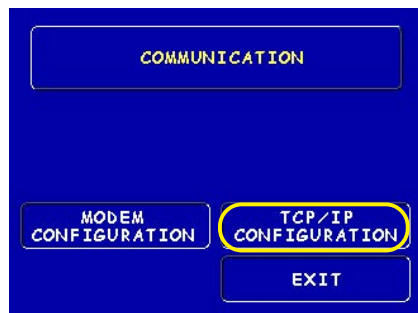 COMMUNICATION
MODEM
CONFIGURATION
TCP/IP
CONFIGURATION
EXIT